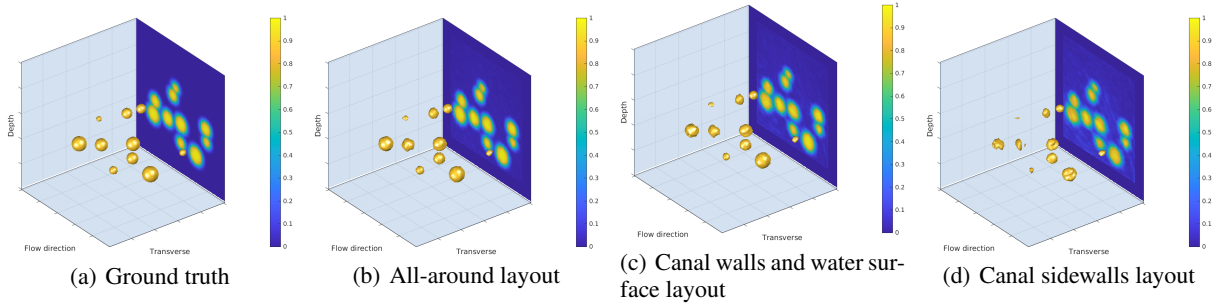 1
0.9
0.8
0.7
0.6
0.5
0.4
0.3
0.2
0.1
0
Depth
Flow direction
Transverse
(a) Ground truth
1
0.9
0.8
0.7
0.6
0.5
0.4
0.3
0.2
0.1
0
Depth
Flow direction
Transverse
(b) All-around layout
1
0.9
0.8
0.7
0.6
0.5
0.4
0.3
0.2
0.1
0
Depth
Flow direction
Transverse
(c) Canal walls and water sur-
face layout
1
0.9
0.8
0.7
0.6
0.5
0.4
0.3
0.2
0.1
0
Depth
Flow direction
Transverse
(d) Canal sidewalls layout